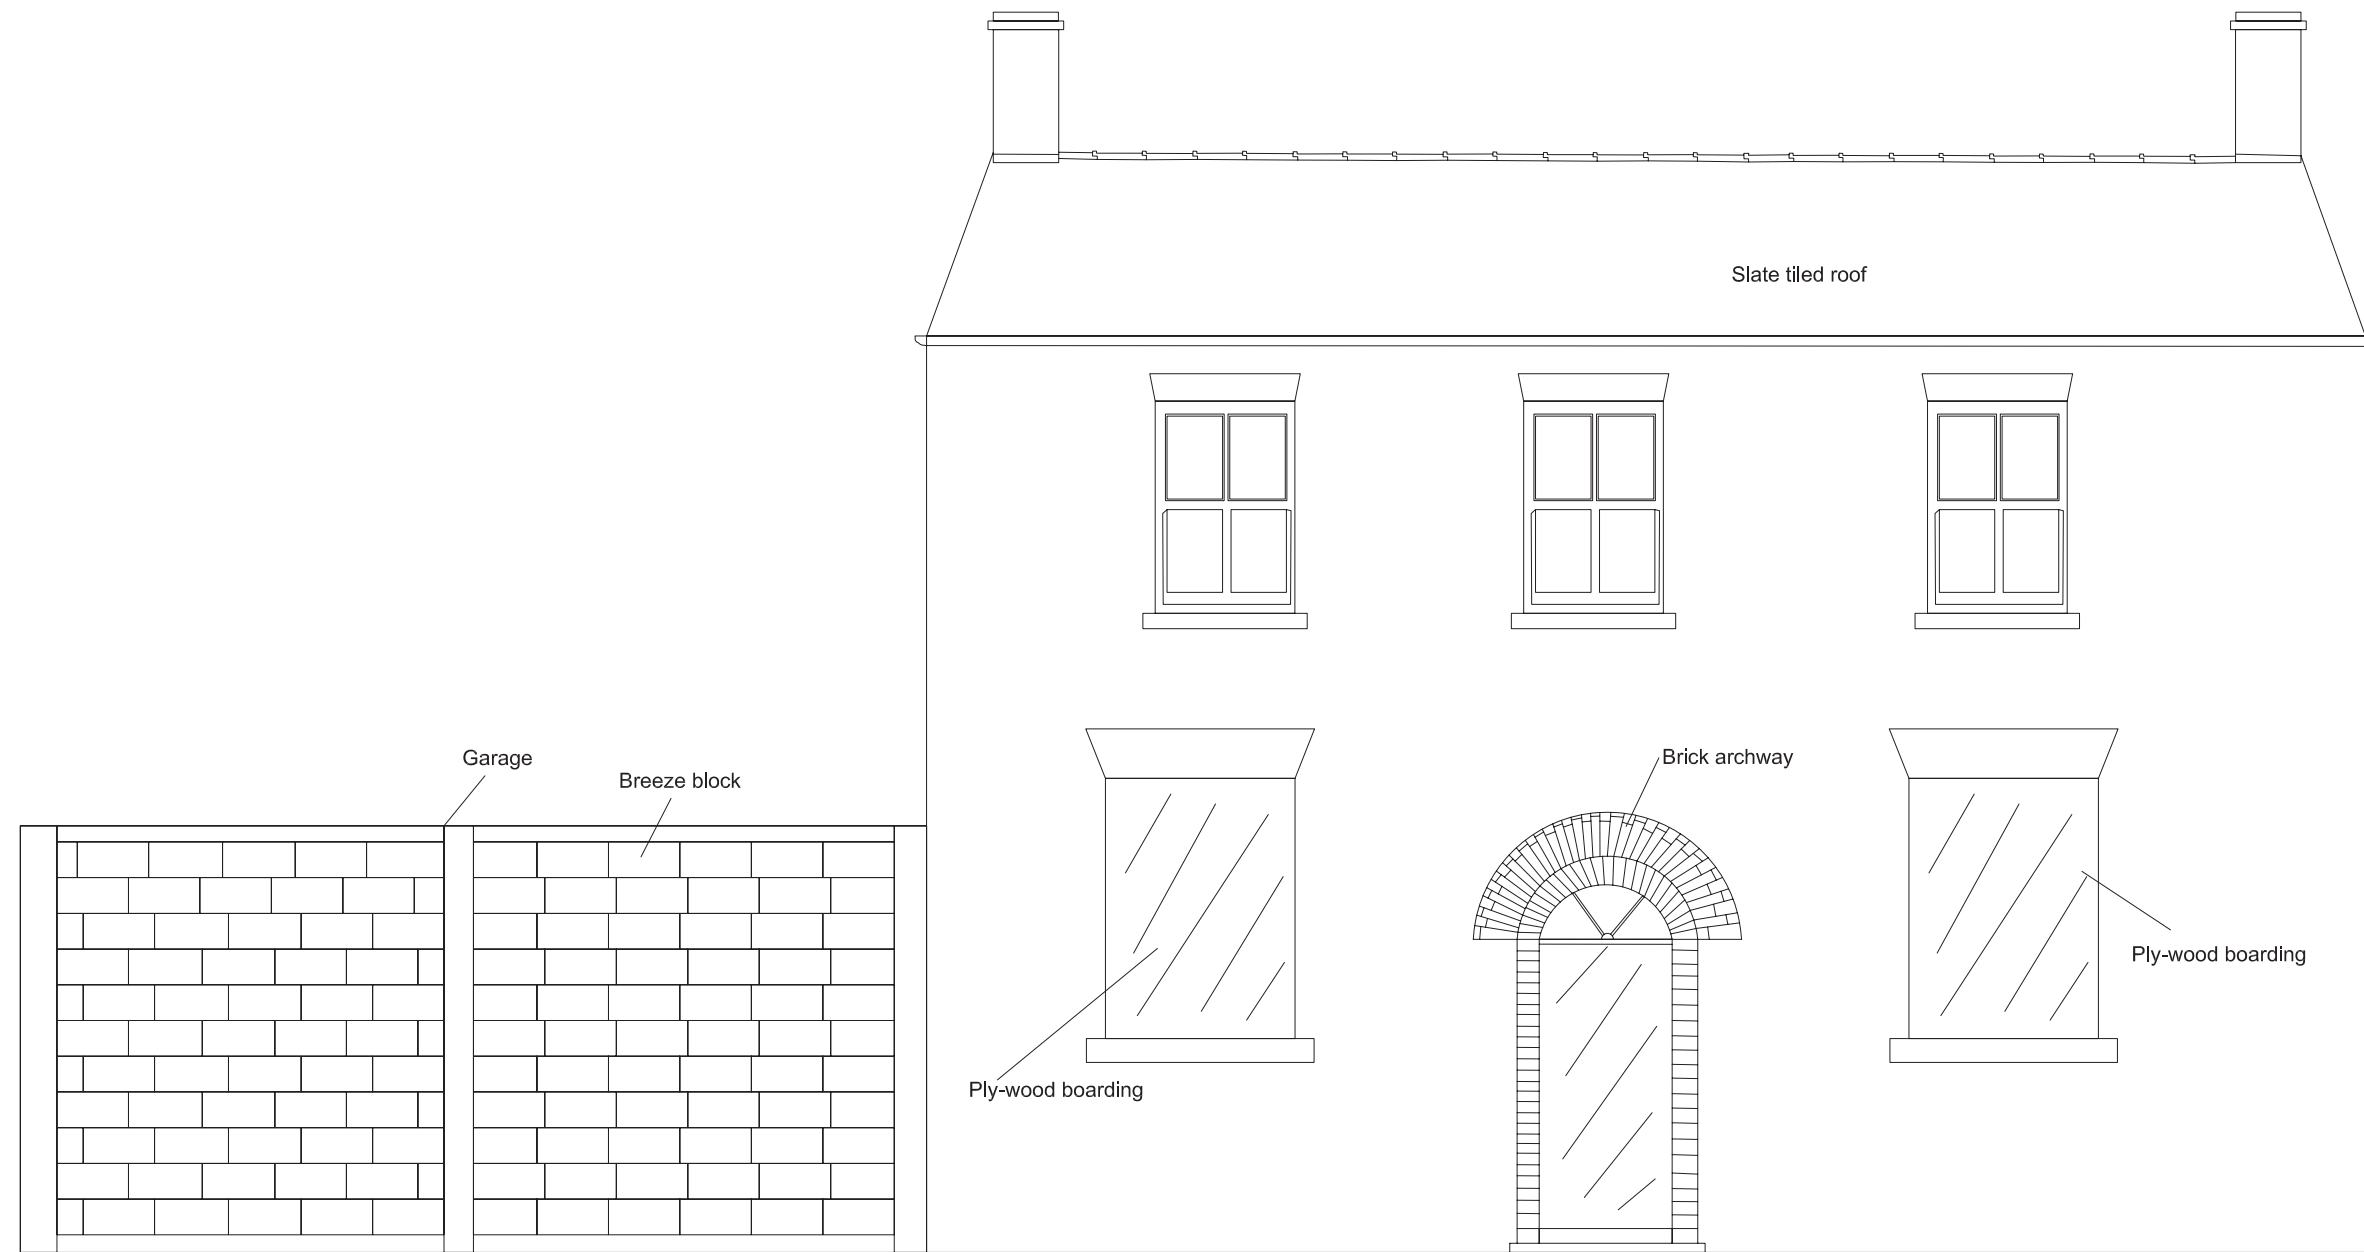 Slate tiled roof
Garage
Breeze block
Brick archway
Ply-wood boarding
Ply-wood boarding